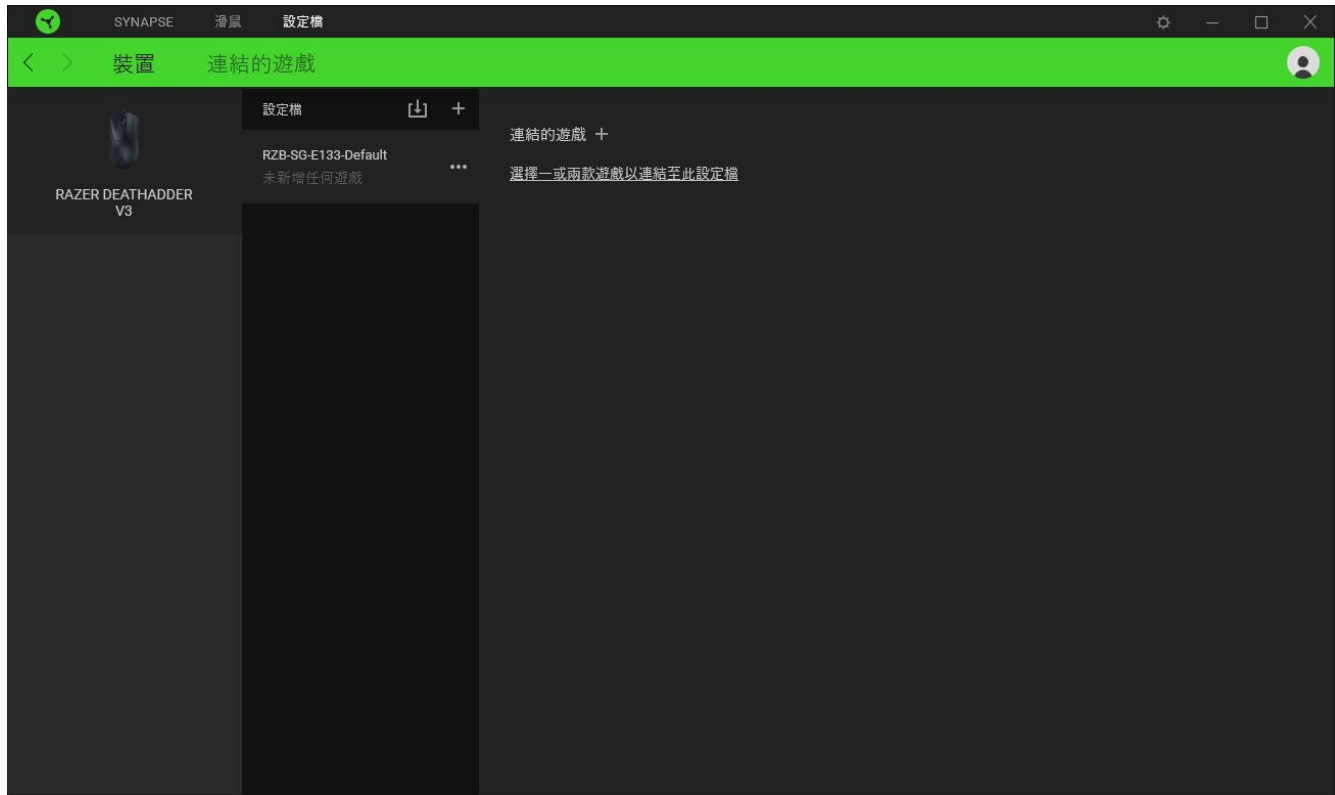 SYNAPSE 滑鼠 設定檔
裝置 連結的遊戲
RAZER DEATHADDER
V3
設定檔
RZB-SG-E133-Default
未新增任何遊戲
連結的遊戲
選擇一或兩款遊戲以連結至此設定檔